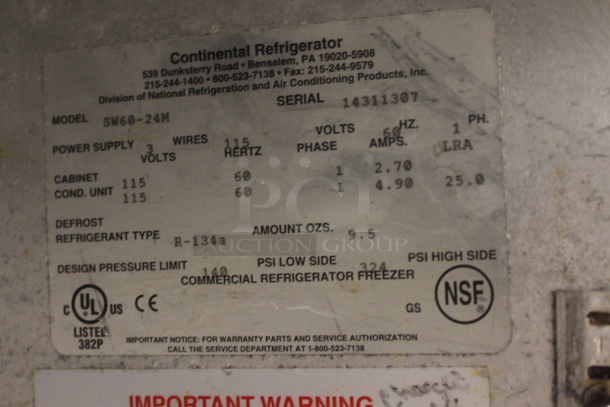 Continental Refrigerator
539 Dunksferry Road • Bensalem, PA 19020-5908
215-244-1400 • 800-523-7138 • Fax: 215-244-9579
Division of National Refrigeration and Air Conditioning Products, Inc.
MODEL SW60-24M SERIAL 14311307
POWER SUPPLY 3 WIRES 115 VOLTS 60 HZ. 1 PH.
VOLTS HERTZ PHASE AMPS. LRA
CABINET 115 60 1 2.70
COND. UNIT 115 60 1 4.90 25.0
DEFROST
REFRIGERANT TYPE R-134a AMOUNT OZS. 9.5
DESIGN PRESSURE LIMIT 140 PSI LOW SIDE 324 PSI HIGH SIDE
COMMERCIAL REFRIGERATOR FREEZER
C UL ® US CE GS NSF ®
LISTED
382P
IMPORTANT NOTICE: FOR WARRANTY PARTS AND SERVICE AUTHORIZATION
CALL THE SERVICE DEPARTMENT AT 1-800-523-7138
PCI
AUCTION GROUP
IMPORTANT WARNING